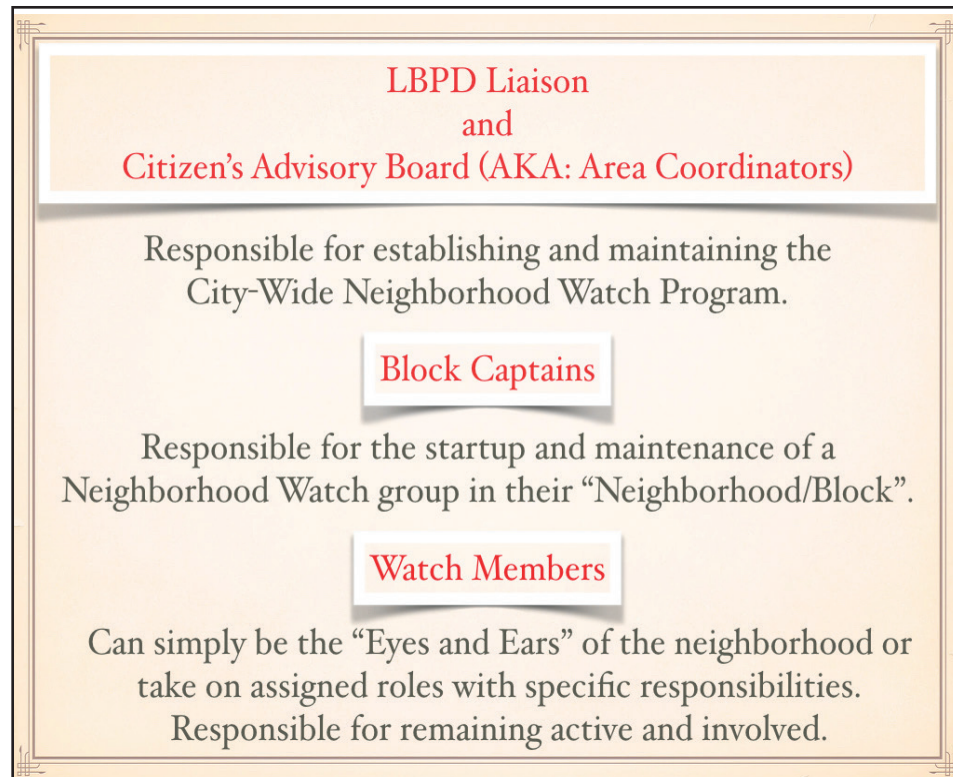 LBPD Liaison
and
Citizen’s Advisory Board (AKA: Area Coordinators)
Responsible for establishing and maintaining the
City-Wide Neighborhood Watch Program.
Block Captains
Responsible for the startup and maintenance of a
Neighborhood Watch group in their “Neighborhood/Block”.
Watch Members
Can simply be the “Eyes and Ears” of the neighborhood or
take on assigned roles with specific responsibilities.
Responsible for remaining active and involved.